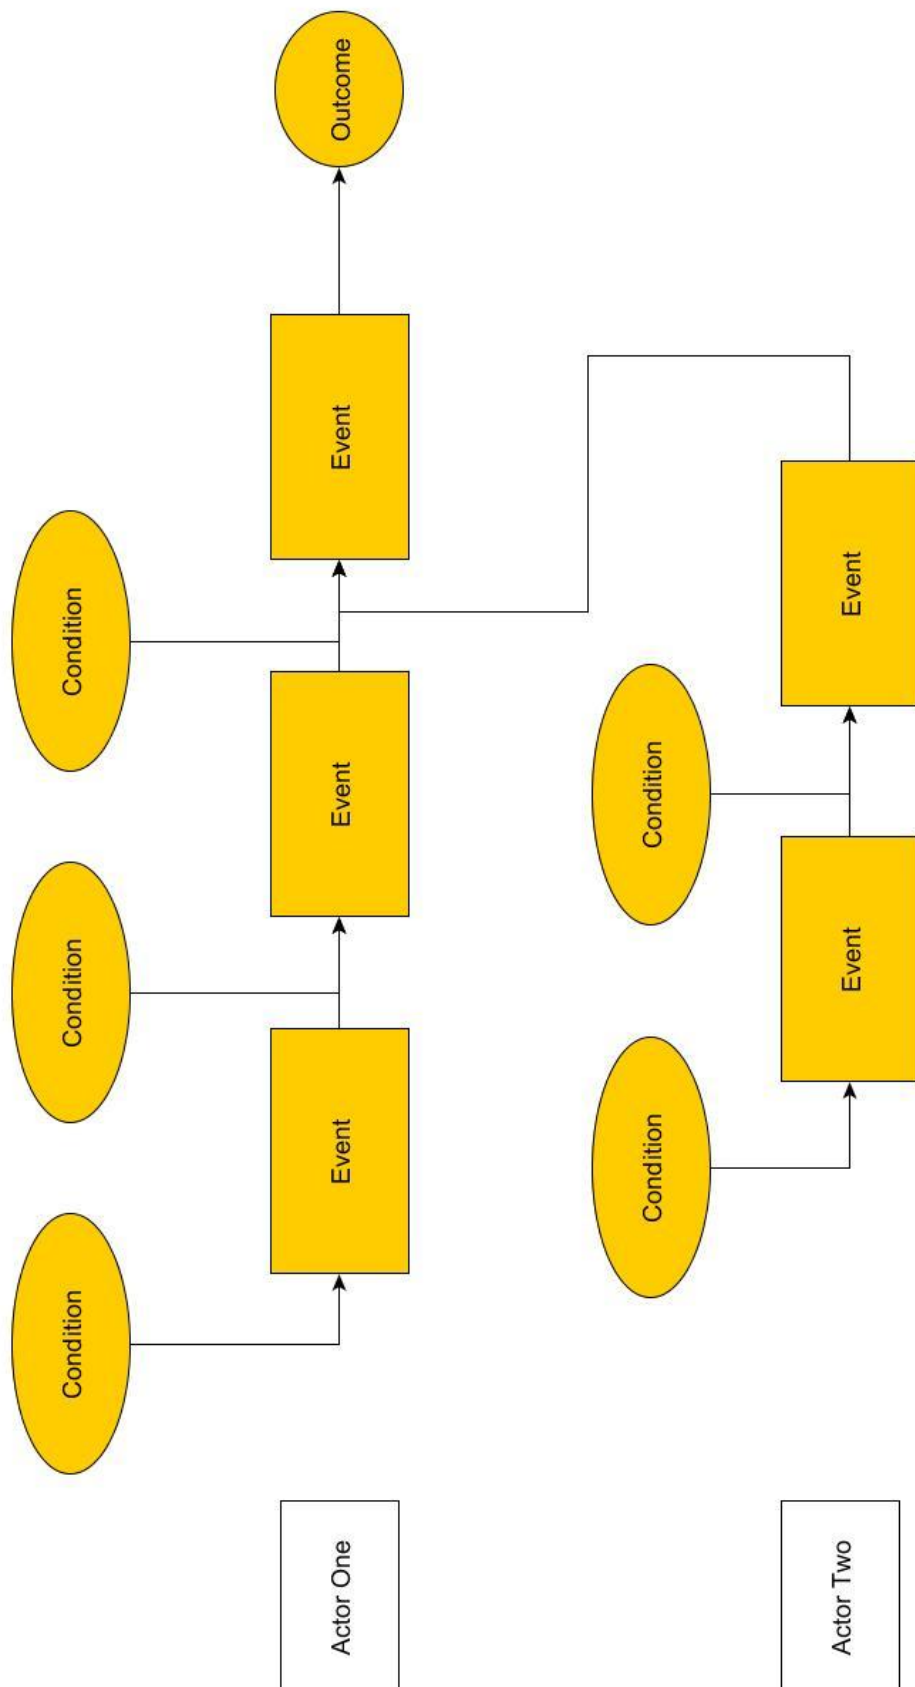 Condition
Condition
Condition
Actor One
Event
Event
Event
Outcome
Condition
Condition
Actor Two
Event
Event